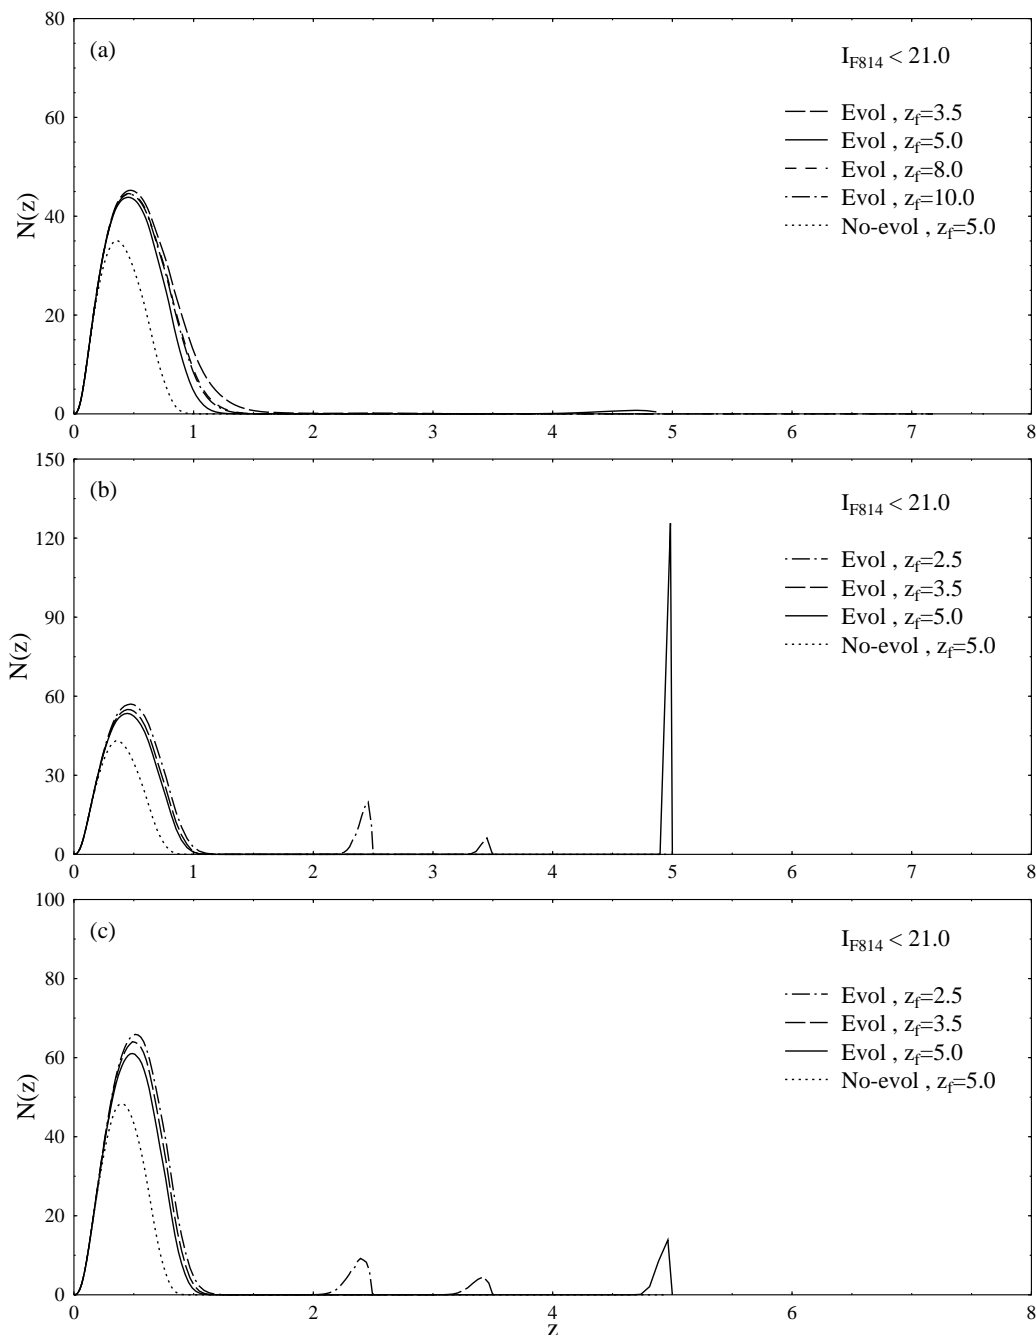 80
(a)
I_F814 < 21.0
60
Evol , z_f=3.5
Evol , z_f=5.0
Evol , z_f=8.0
Evol , z_f=10.0
No-evol , z_f=5.0
N(z)
40
20
0
0 1 2 3 4 5 6 7 8
150
(b)
I_F814 < 21.0
120
Evol , z_f=2.5
Evol , z_f=3.5
Evol , z_f=5.0
No-evol , z_f=5.0
90
N(z)
60
30
0
0 1 2 3 4 5 6 7 8
100
(c)
I_F814 < 21.0
80
Evol , z_f=2.5
Evol , z_f=3.5
Evol , z_f=5.0
No-evol , z_f=5.0
60
N(z)
40
20
0
0 1 2 3 4 5 6 7 8
z